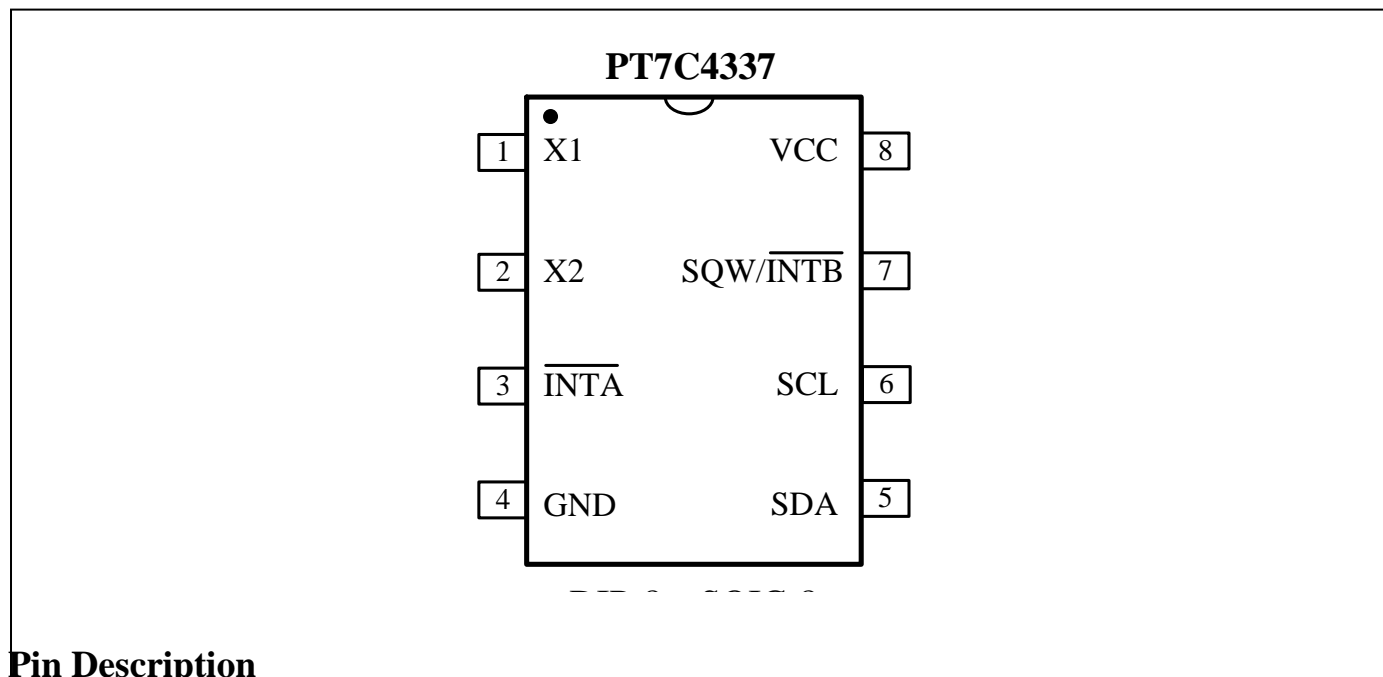 PT7C4337
1 X1 VCC 8
2 X2 SQW/INTB 7
3 INTA SCL 6
4 GND SDA 5
Pin Description